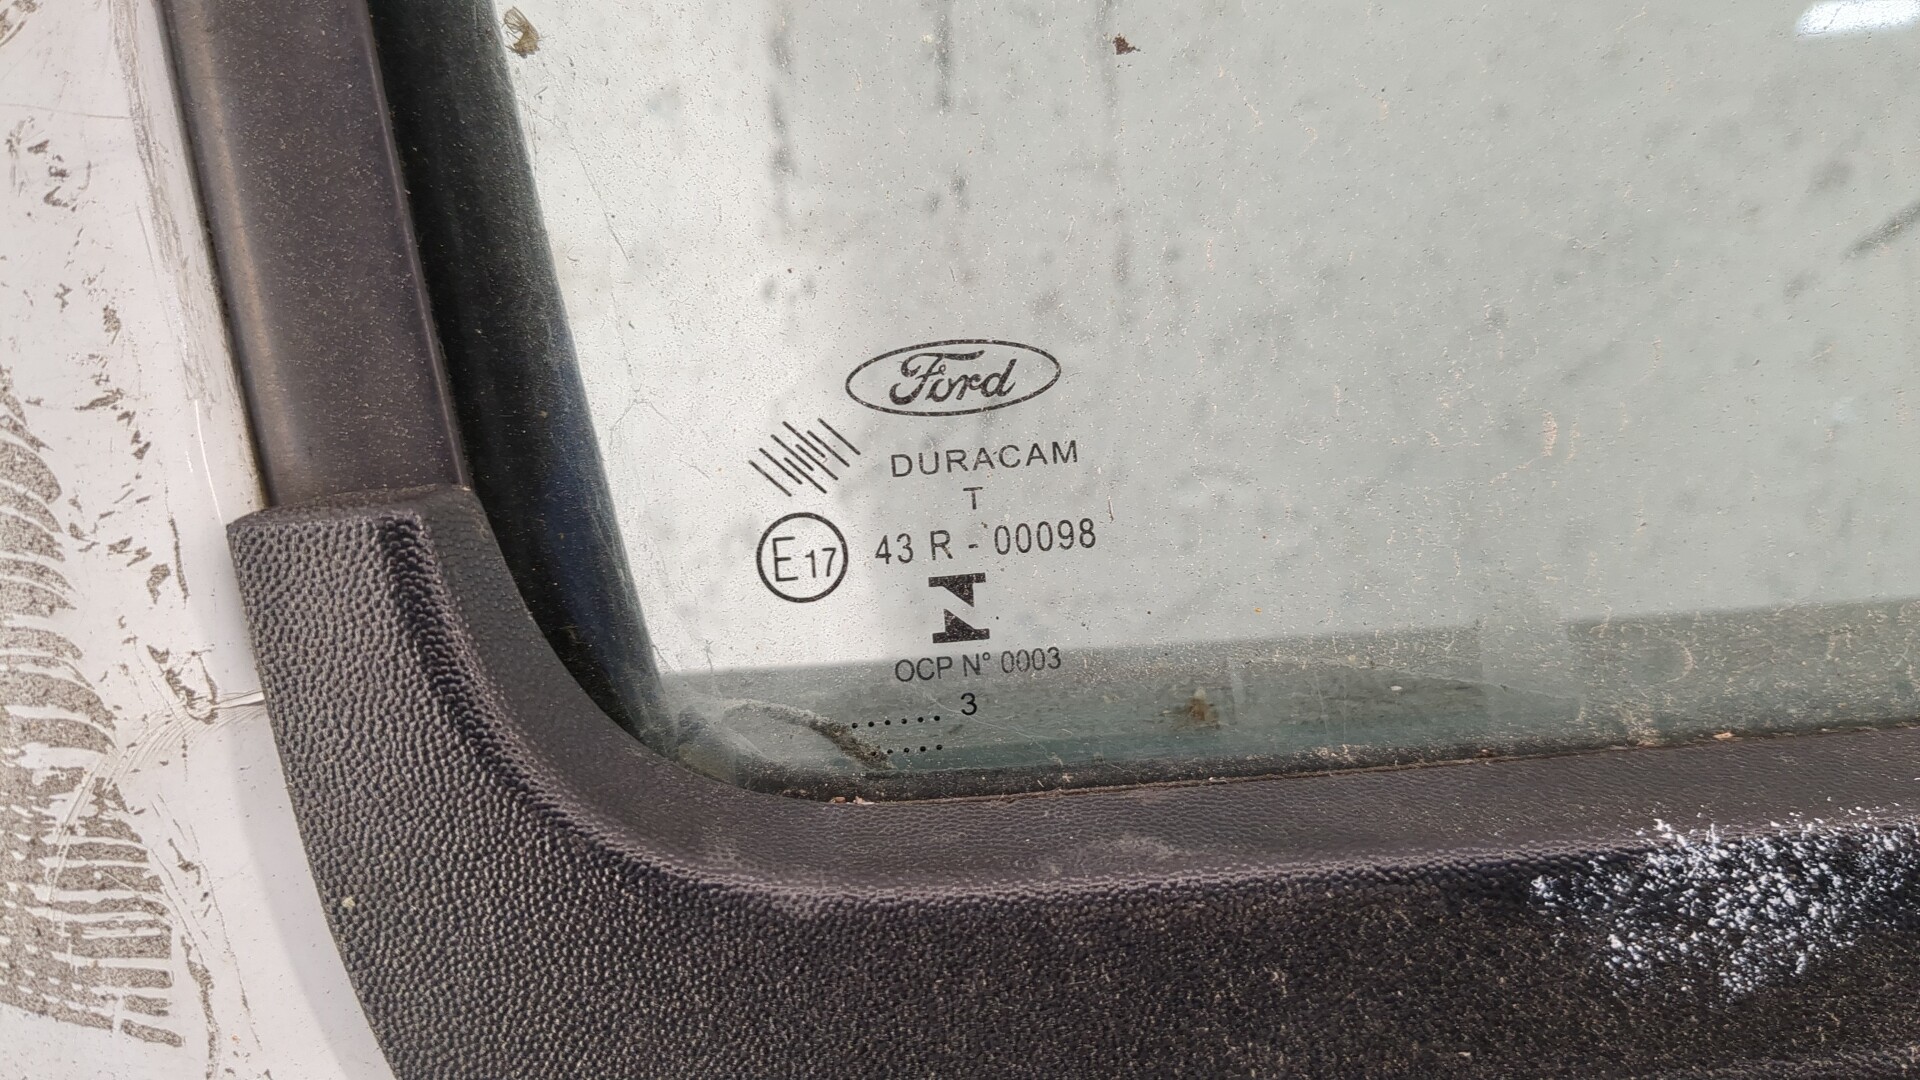 Ford
DURACAM
T
E17 43 R - 00098
OCP N° 0003
...... 3
....